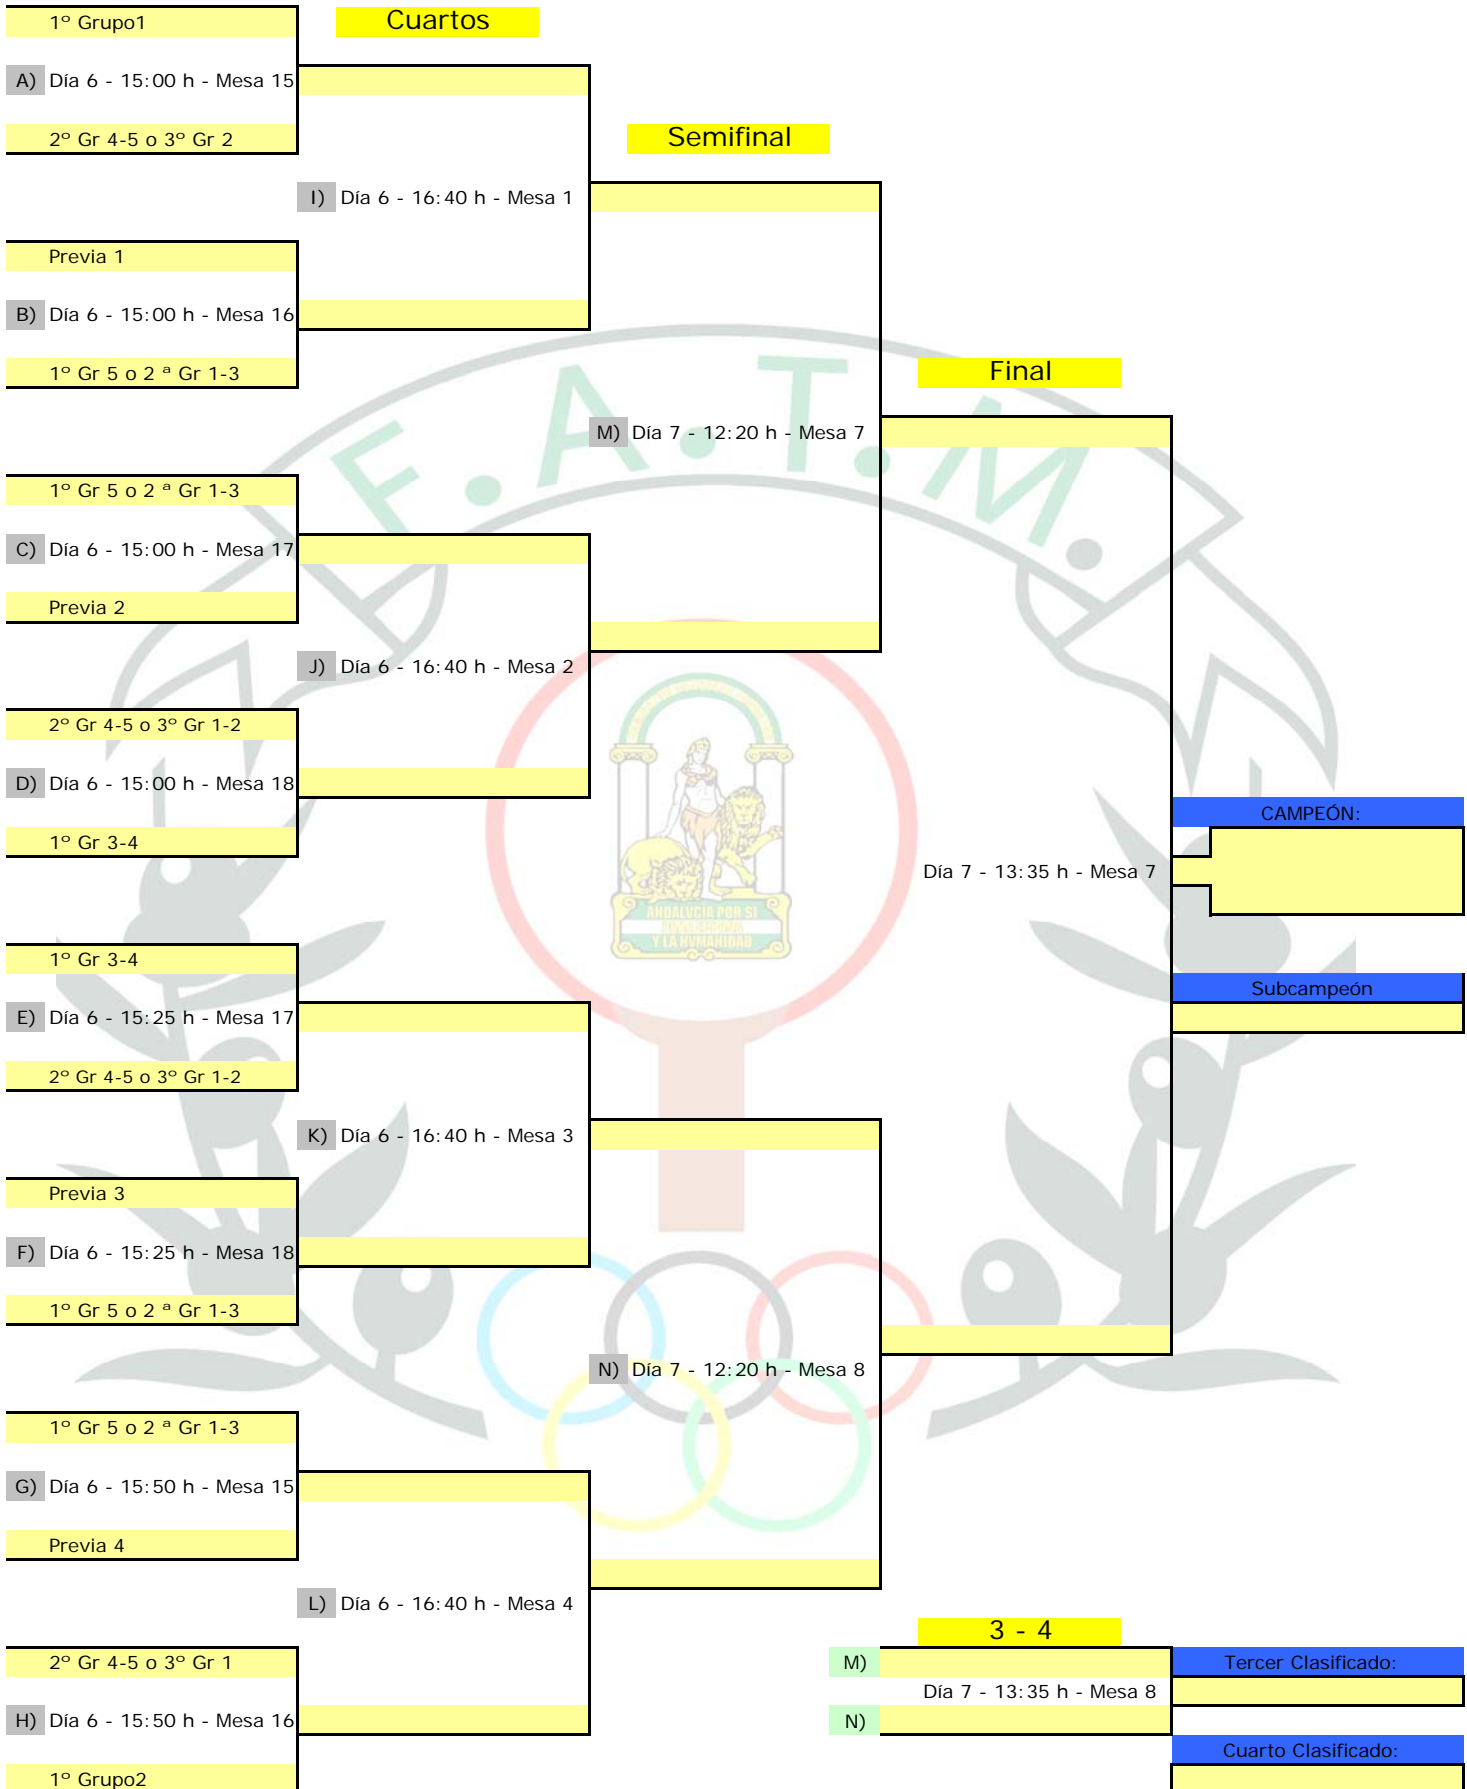 1º Grupo1
Cuartos
A) Día 6 - 15:00 h - Mesa 15
2º Gr 4-5 o 3º Gr 2
Semifinal
I) Día 6 - 16:40 h - Mesa 1
Previa 1
B) Día 6 - 15:00 h - Mesa 16
1º Gr 5 o 2 ª Gr 1-3
Final
F.A.T.M.
M) Día 7 - 12:20 h - Mesa 7
1º Gr 5 o 2 ª Gr 1-3
C) Día 6 - 15:00 h - Mesa 17
Previa 2
J) Día 6 - 16:40 h - Mesa 2
2º Gr 4-5 o 3º Gr 1-2
D) Día 6 - 15:00 h - Mesa 18
CAMPEÓN:
1º Gr 3-4
Día 7 - 13:35 h - Mesa 7
ANDALVCIA POR SI
Y LA HVMANIDAD
1º Gr 3-4
Subcampeón
E) Día 6 - 15:25 h - Mesa 17
2º Gr 4-5 o 3º Gr 1-2
K) Día 6 - 16:40 h - Mesa 3
Previa 3
F) Día 6 - 15:25 h - Mesa 18
1º Gr 5 o 2 ª Gr 1-3
N) Día 7 - 12:20 h - Mesa 8
1º Gr 5 o 2 ª Gr 1-3
G) Día 6 - 15:50 h - Mesa 15
Previa 4
L) Día 6 - 16:40 h - Mesa 4
3 - 4
2º Gr 4-5 o 3º Gr 1
M)
Tercer Clasificado:
Día 7 - 13:35 h - Mesa 8
H) Día 6 - 15:50 h - Mesa 16
N)
Cuarto Clasificado:
1º Grupo2